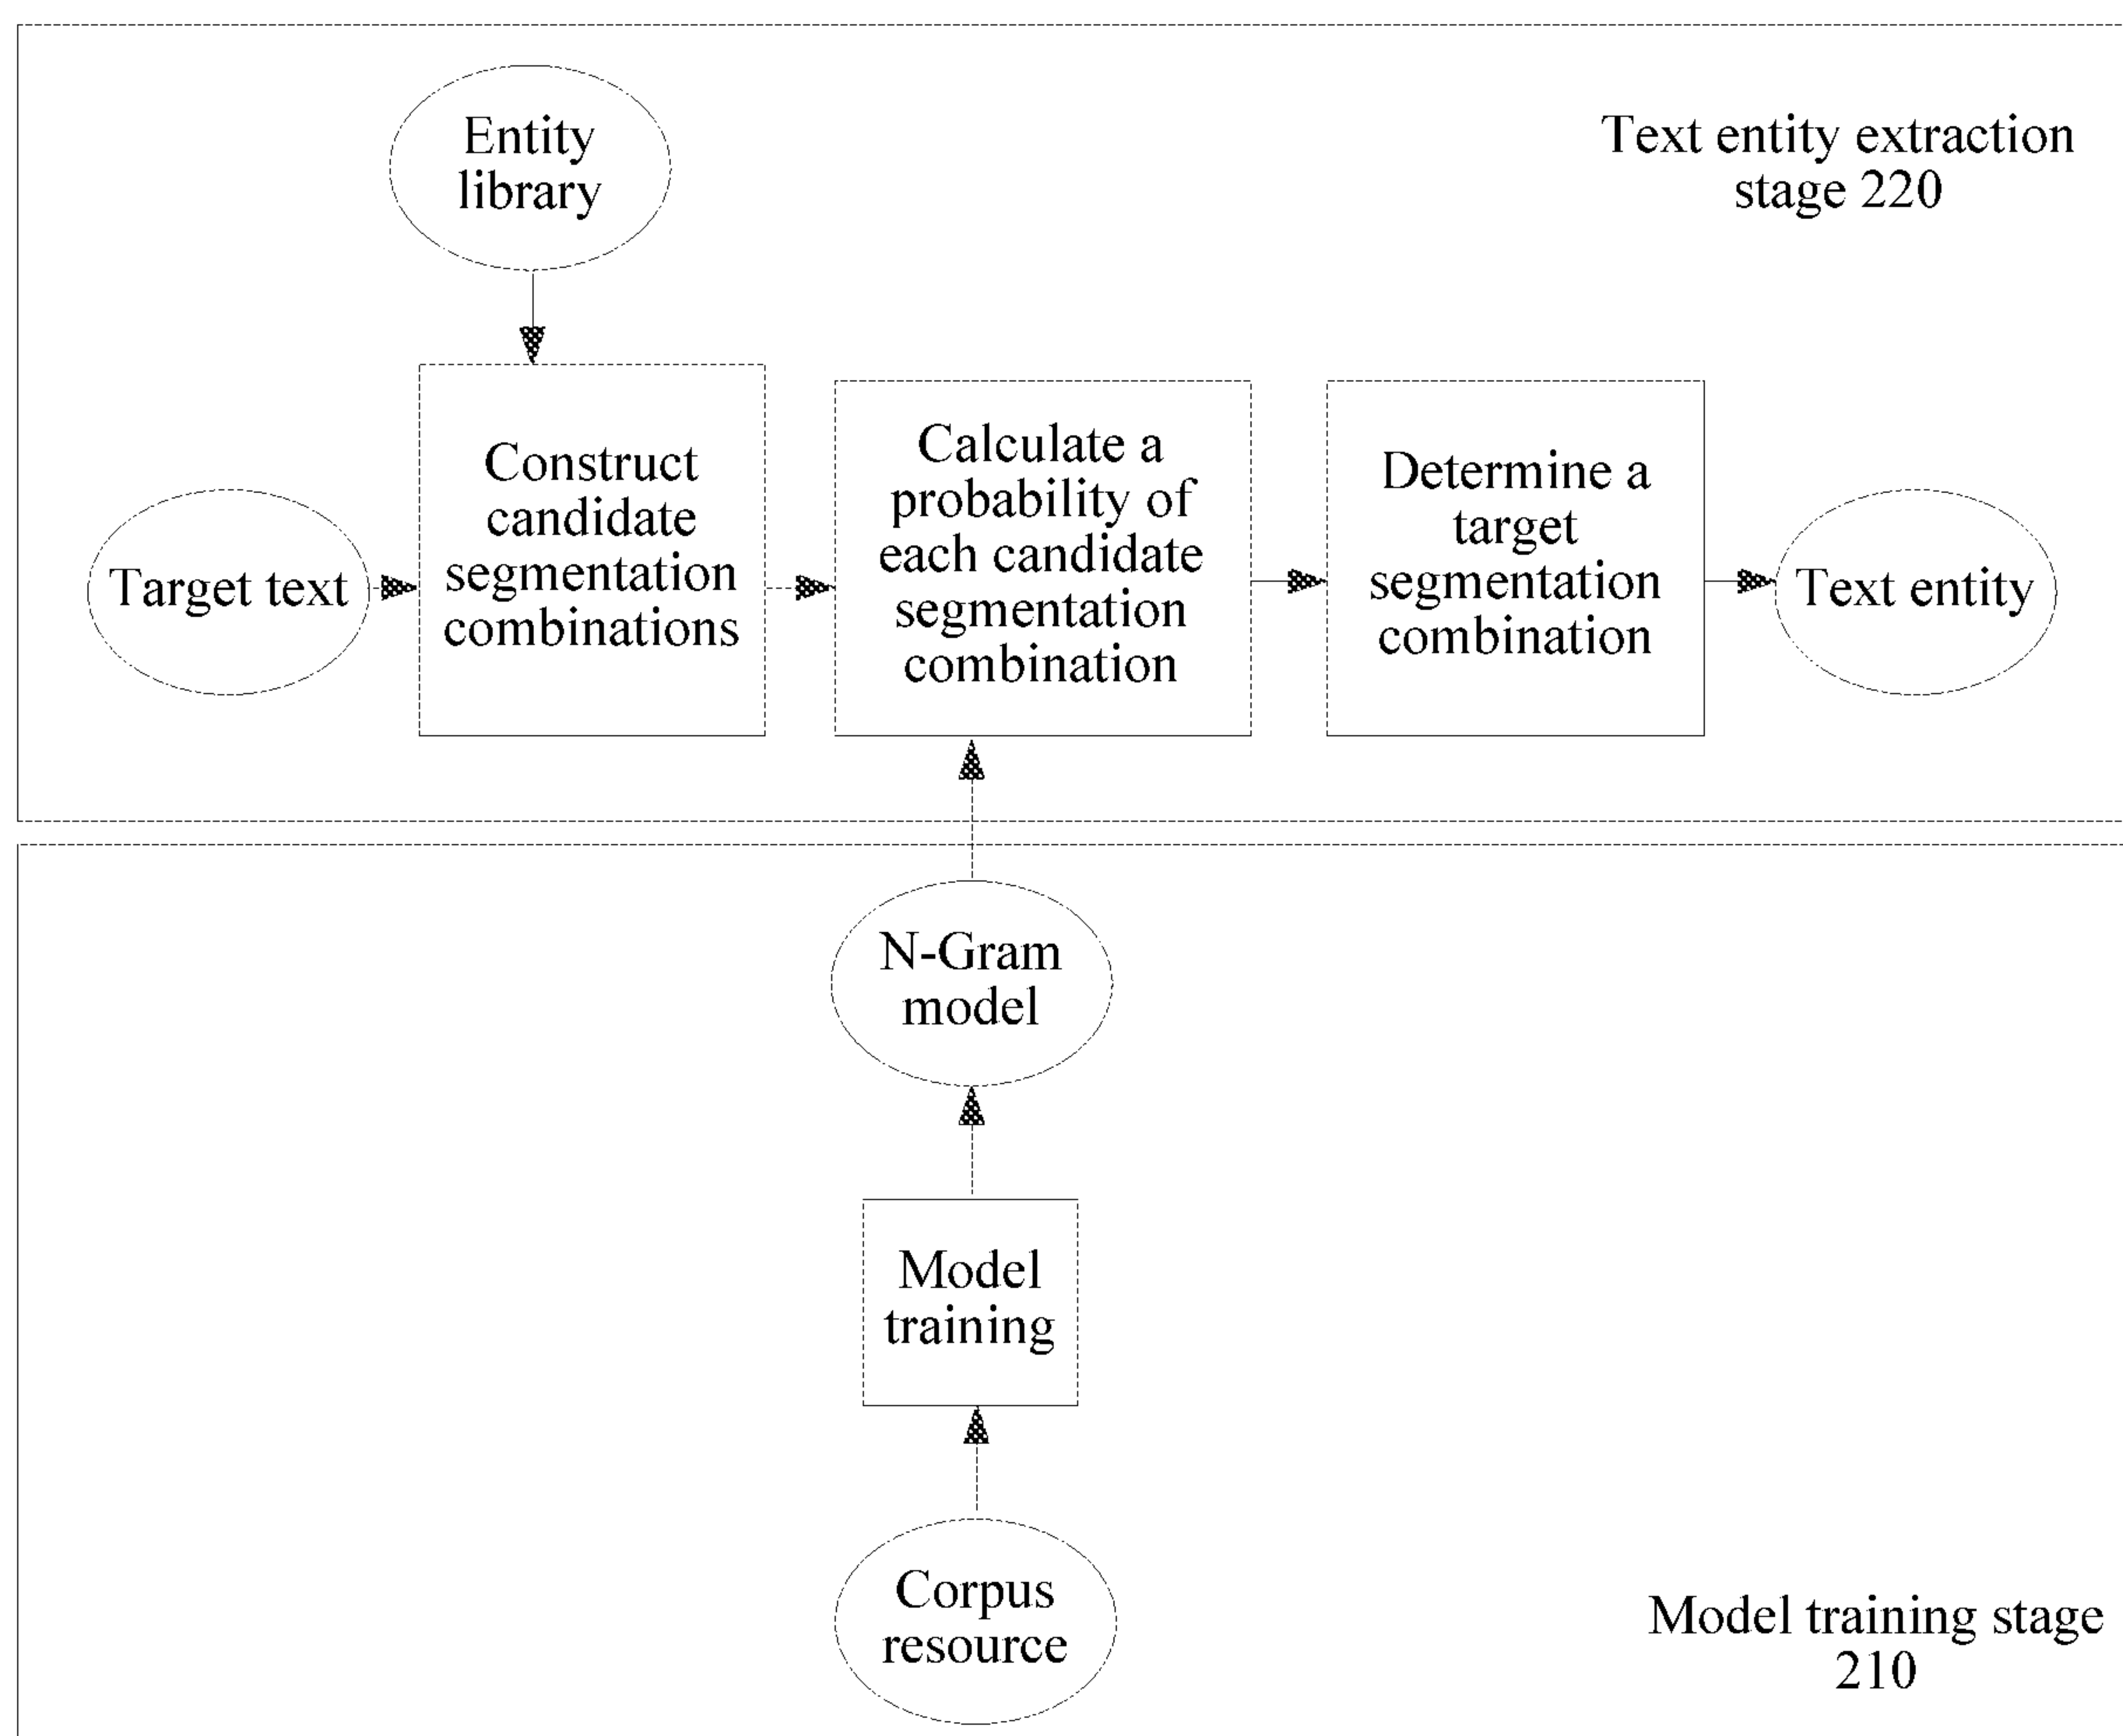 Entity
library
Text entity extraction
stage 220
Target text
Construct
candidate
segmentation
combinations
Calculate a
probability of
each candidate
segmentation
combination
Determine a
target
segmentation
combination
Text entity
N-Gram
model
Model
training
Corpus
resource
Model training stage
210